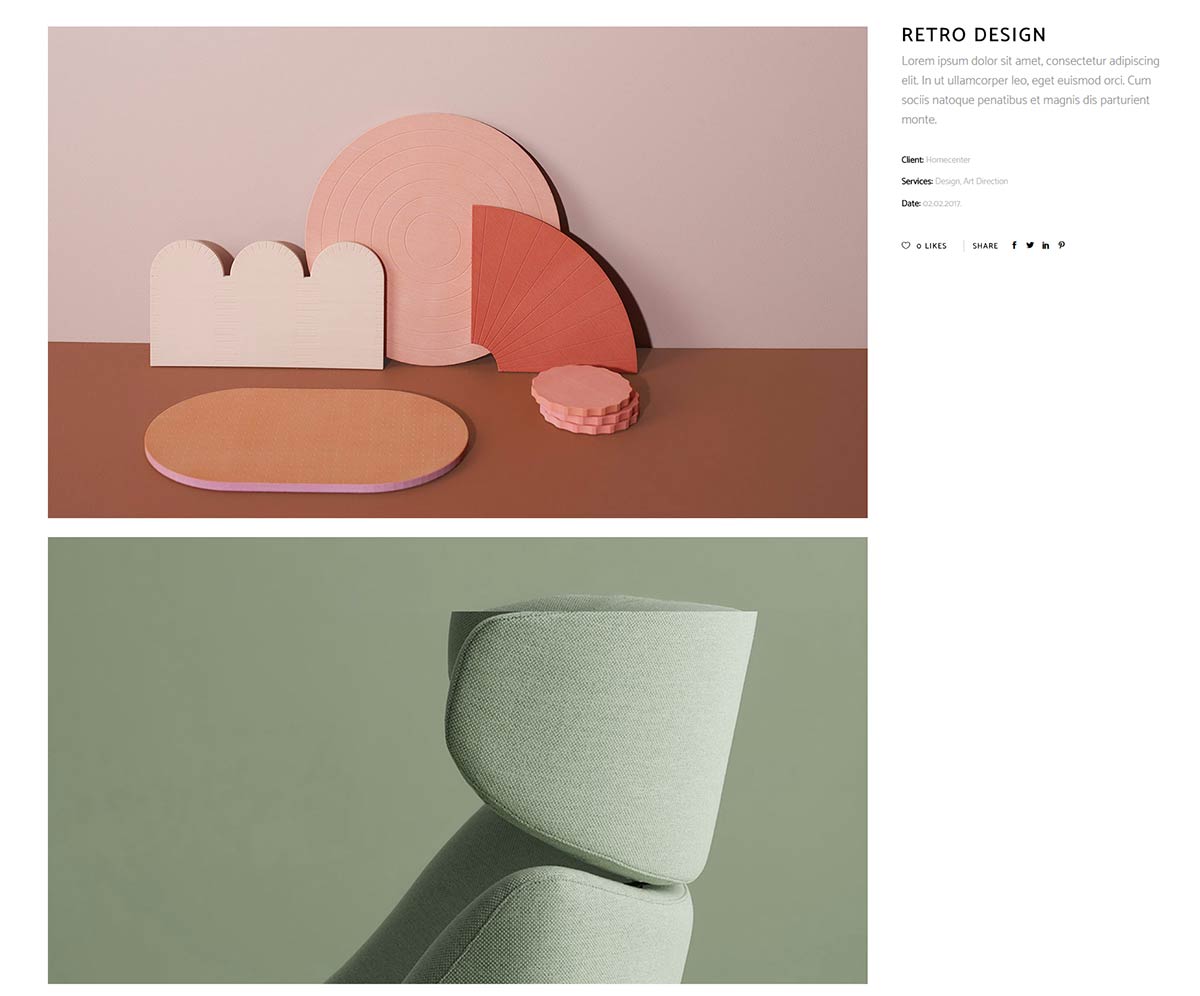 RETRO DESIGN
Lorem ipsum dolor sit amet, consectetur adipiscing
elit. In ut ullamcorper leo, eget euismod orci. Cum
sociis natoque penatibus et magnis dis parturient
monte.
Client: Homecenter
Services: Design, Art Direction
Date: 02.02.2017.
0 LIKES SHARE